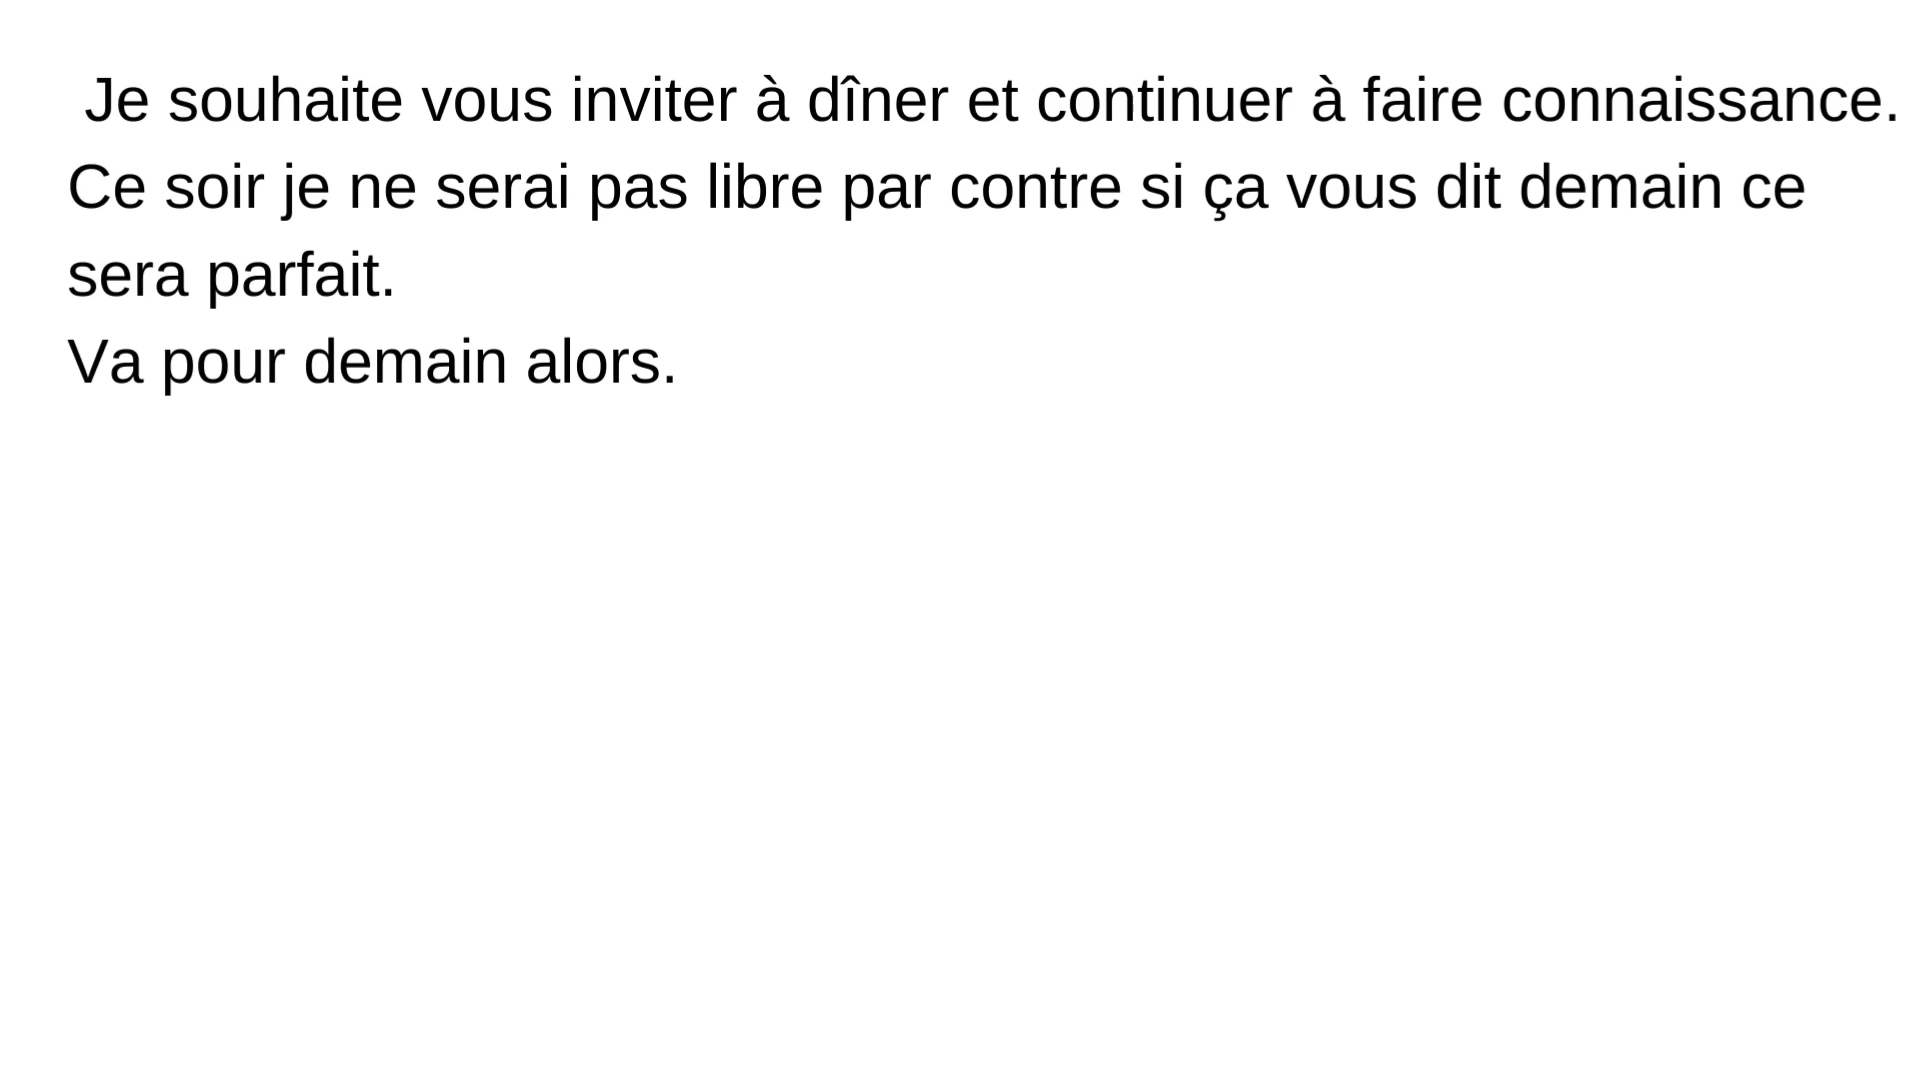 Je souhaite vous inviter à dîner et continuer à faire connaissance.
Ce soir je ne serai pas libre par contre si ça vous dit demain ce
sera parfait.
Va pour demain alors.